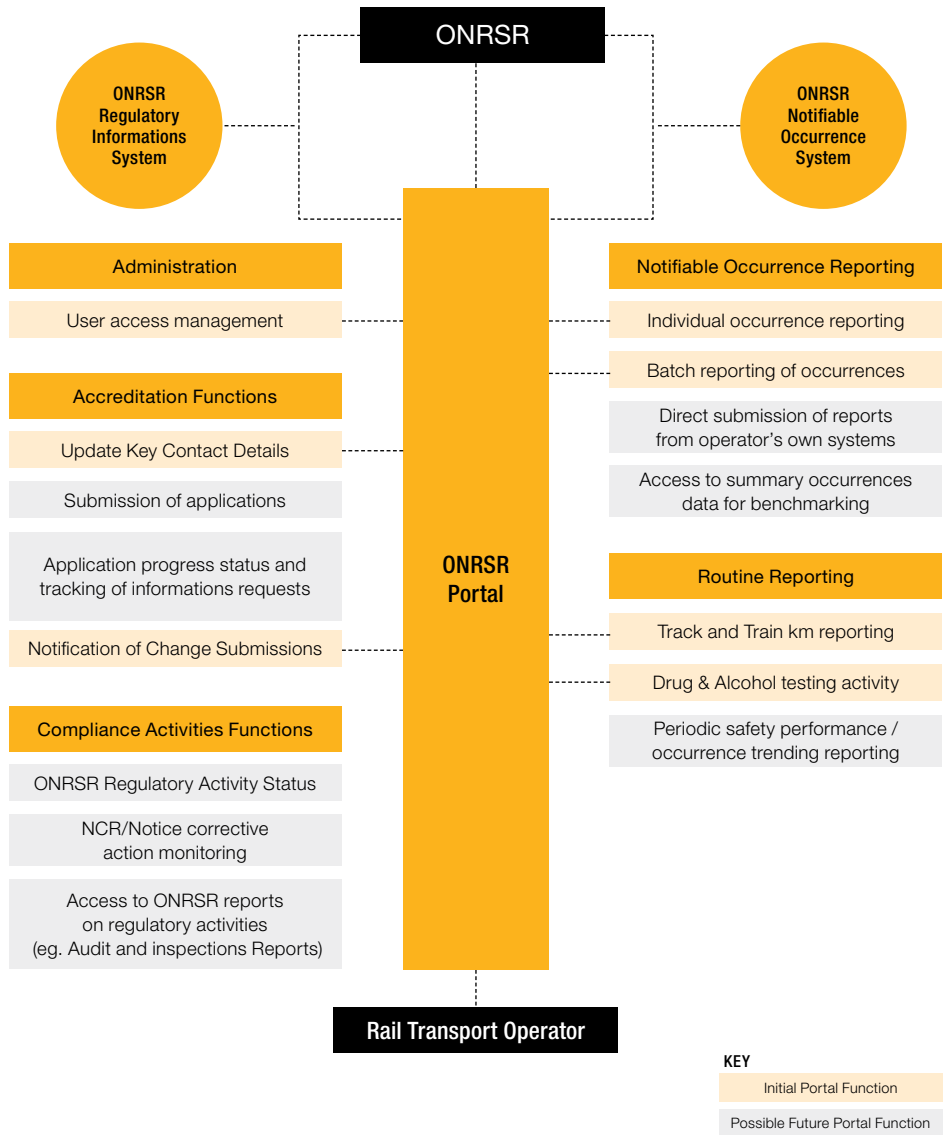 ONRSR
ONRSR
Regulatory
Informations
System
ONRSR
Notifiable
Occurrence
System
Administration
User access management
Accreditation Functions
Update Key Contact Details
Submission of applications
Application progress status and
tracking of informations requests
Notification of Change Submissions
Compliance Activities Functions
ONRSR Regulatory Activity Status
NCR/Notice corrective
action monitoring
Access to ONRSR reports
on regulatory activities
(eg. Audit and inspections Reports)
ONRSR
Portal
Notifiable Occurrence Reporting
Individual occurrence reporting
Batch reporting of occurrences
Direct submission of reports
from operator's own systems
Access to summary occurrences
data for benchmarking
Routine Reporting
Track and Train km reporting
Drug & Alcohol testing activity
Periodic safety performance /
occurrence trending reporting
Rail Transport Operator
KEY
Initial Portal Function
Possible Future Portal Function